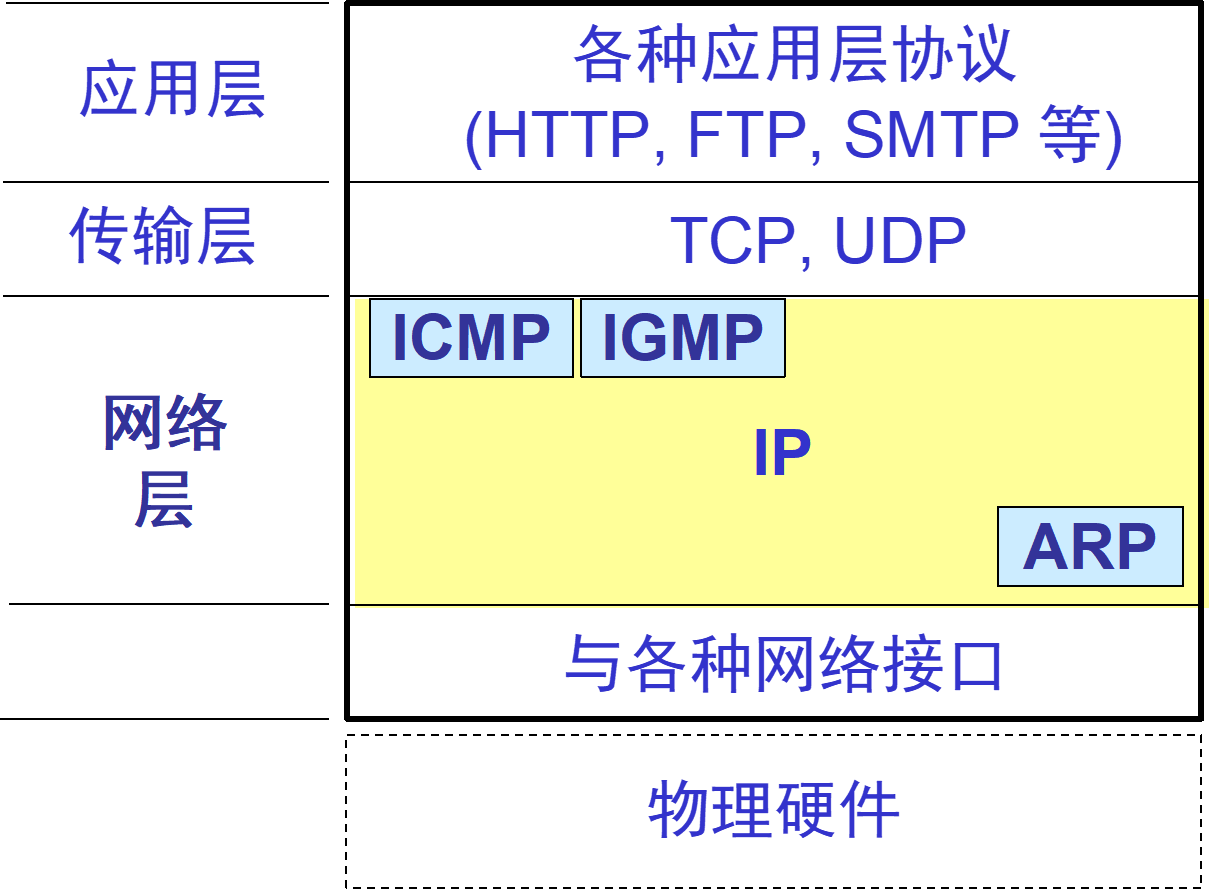 应用层
各种应用层协议
(HTTP, FTP, SMTP 等)
传输层
TCP, UDP
网络
层
ICMP
IGMP
IP
ARP
与各种网络接口
物理硬件